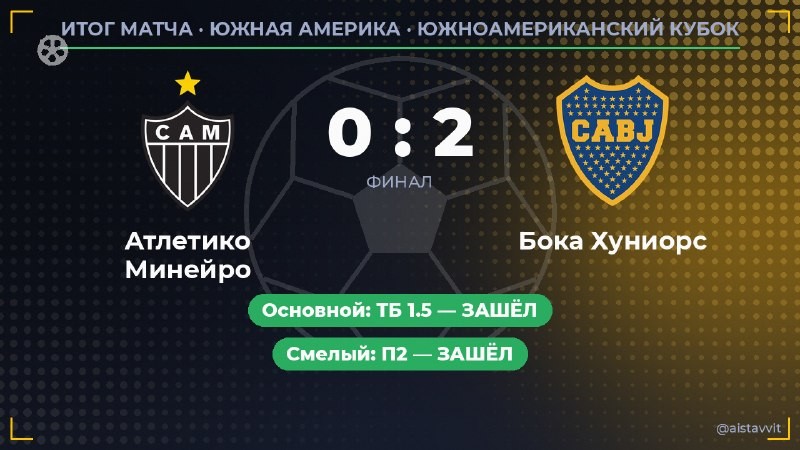 ИТОГ МАТЧА · ЮЖНАЯ АМЕРИКА · ЮЖНОАМЕРИКАНСКИЙ КУБОК
CAM
0 : 2
CABJ
ФИНАЛ
Атлетико
Минейро
Бока Хуниорс
Основной: ТБ 1.5 — ЗАШЁЛ
Смелый: П2 — ЗАШЁЛ
@aistavvit